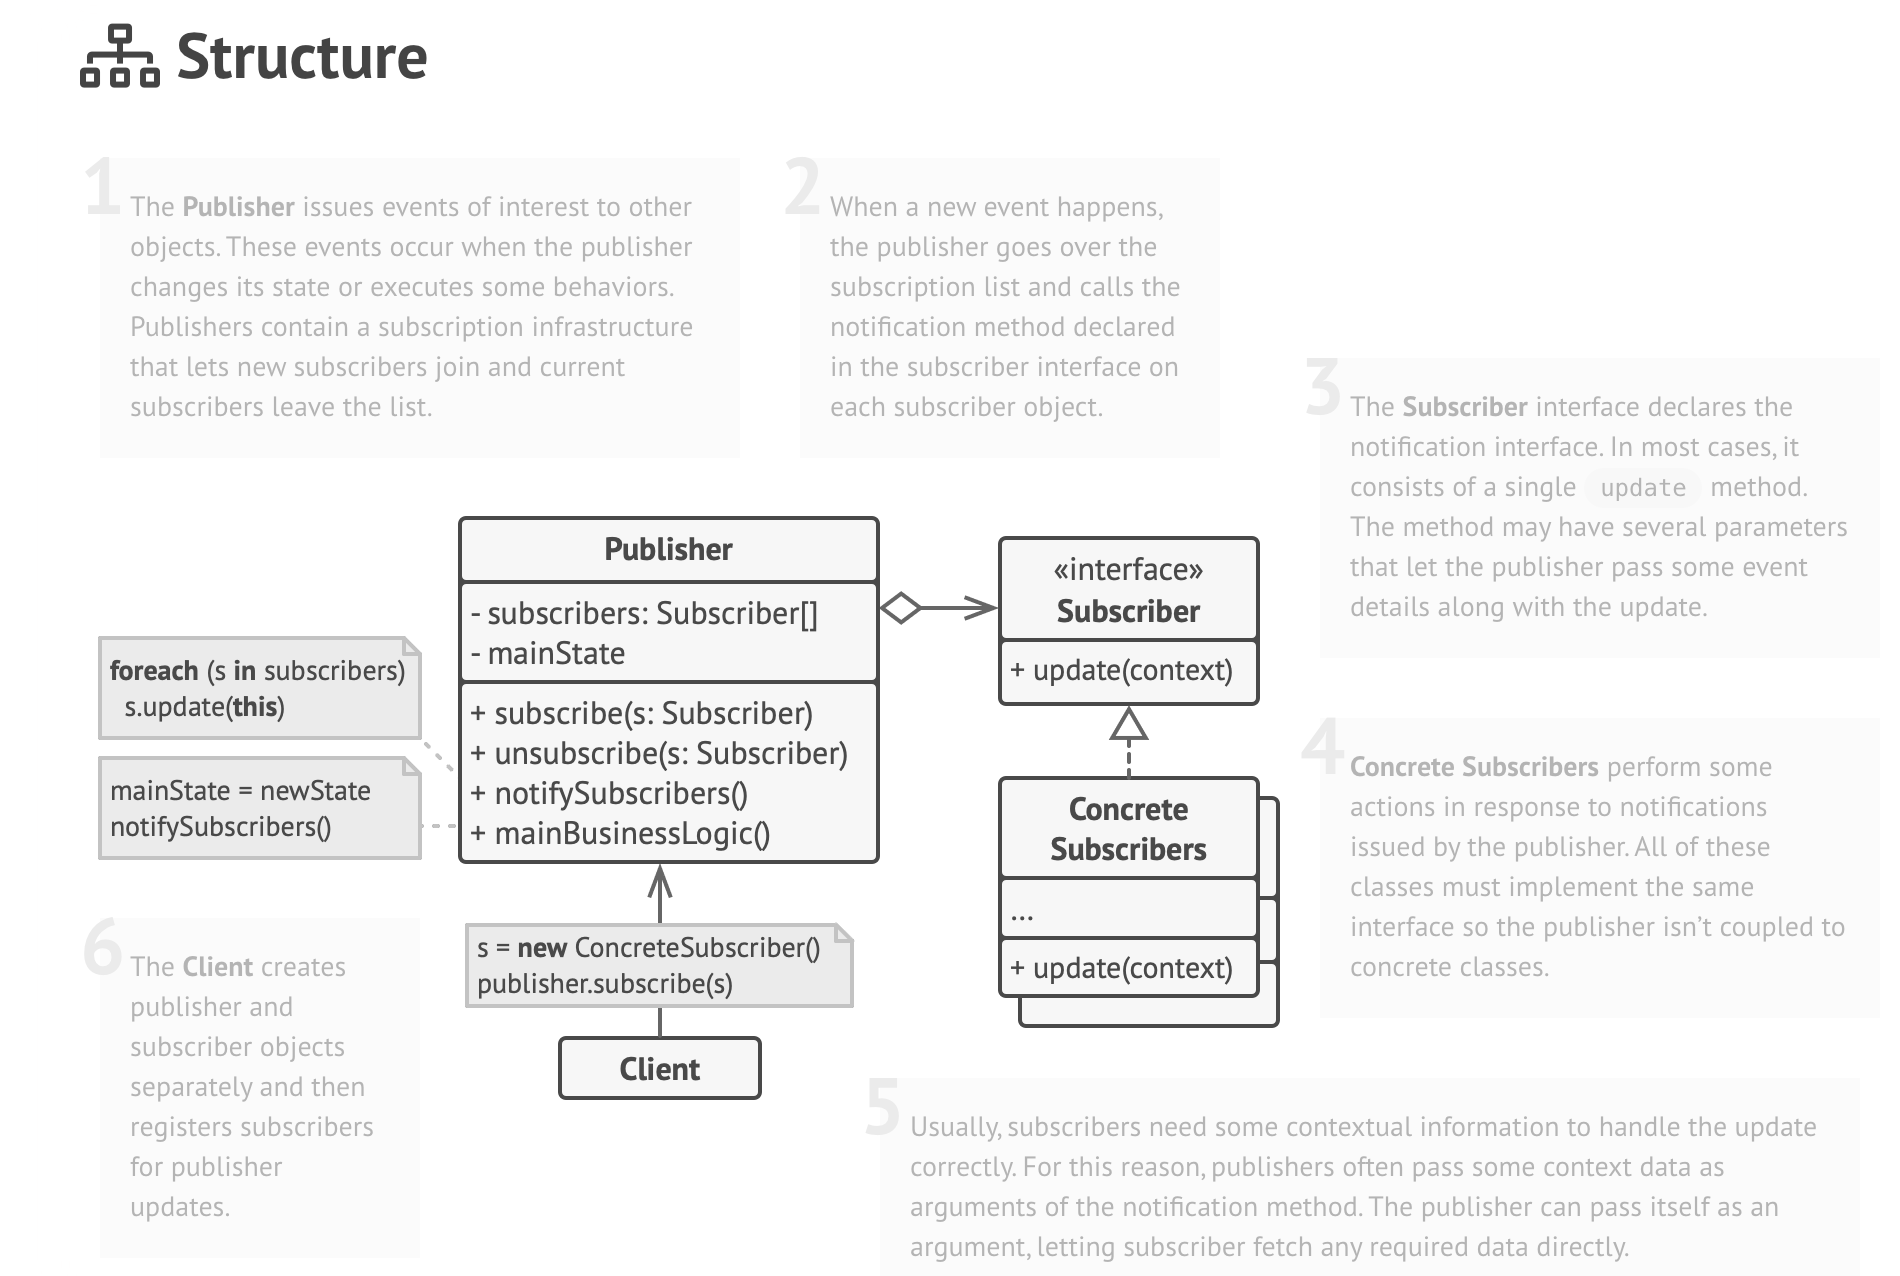 Structure
1
The Publisher issues events of interest to other
objects. These events occur when the publisher
changes its state or executes some behaviors.
Publishers contain a subscription infrastructure
that lets new subscribers join and current
subscribers leave the list.
2
When a new event happens,
the publisher goes over the
subscription list and calls the
notification method declared
in the subscriber interface on
each subscriber object.
3
The Subscriber interface declares the
notification interface. In most cases, it
consists of a single update method.
The method may have several parameters
that let the publisher pass some event
details along with the update.
Publisher
- subscribers: Subscriber[]
- mainState
+ subscribe(s: Subscriber)
+ unsubscribe(s: Subscriber)
+ notifySubscribers()
+ mainBusinessLogic()
«interface»
Subscriber
+ update(context)
foreach (s in subscribers)
s.update(this)
mainState = newState
notifySubscribers()
Concrete
Subscribers
...
+ update(context)
4
Concrete Subscribers perform some
actions in response to notifications
issued by the publisher. All of these
classes must implement the same
interface so the publisher isn’t coupled to
concrete classes.
6
The Client creates
publisher and
subscriber objects
separately and then
registers subscribers
for publisher
updates.
s = new ConcreteSubscriber()
publisher.subscribe(s)
Client
5
Usually, subscribers need some contextual information to handle the update
correctly. For this reason, publishers often pass some context data as
arguments of the notification method. The publisher can pass itself as an
argument, letting subscriber fetch any required data directly.